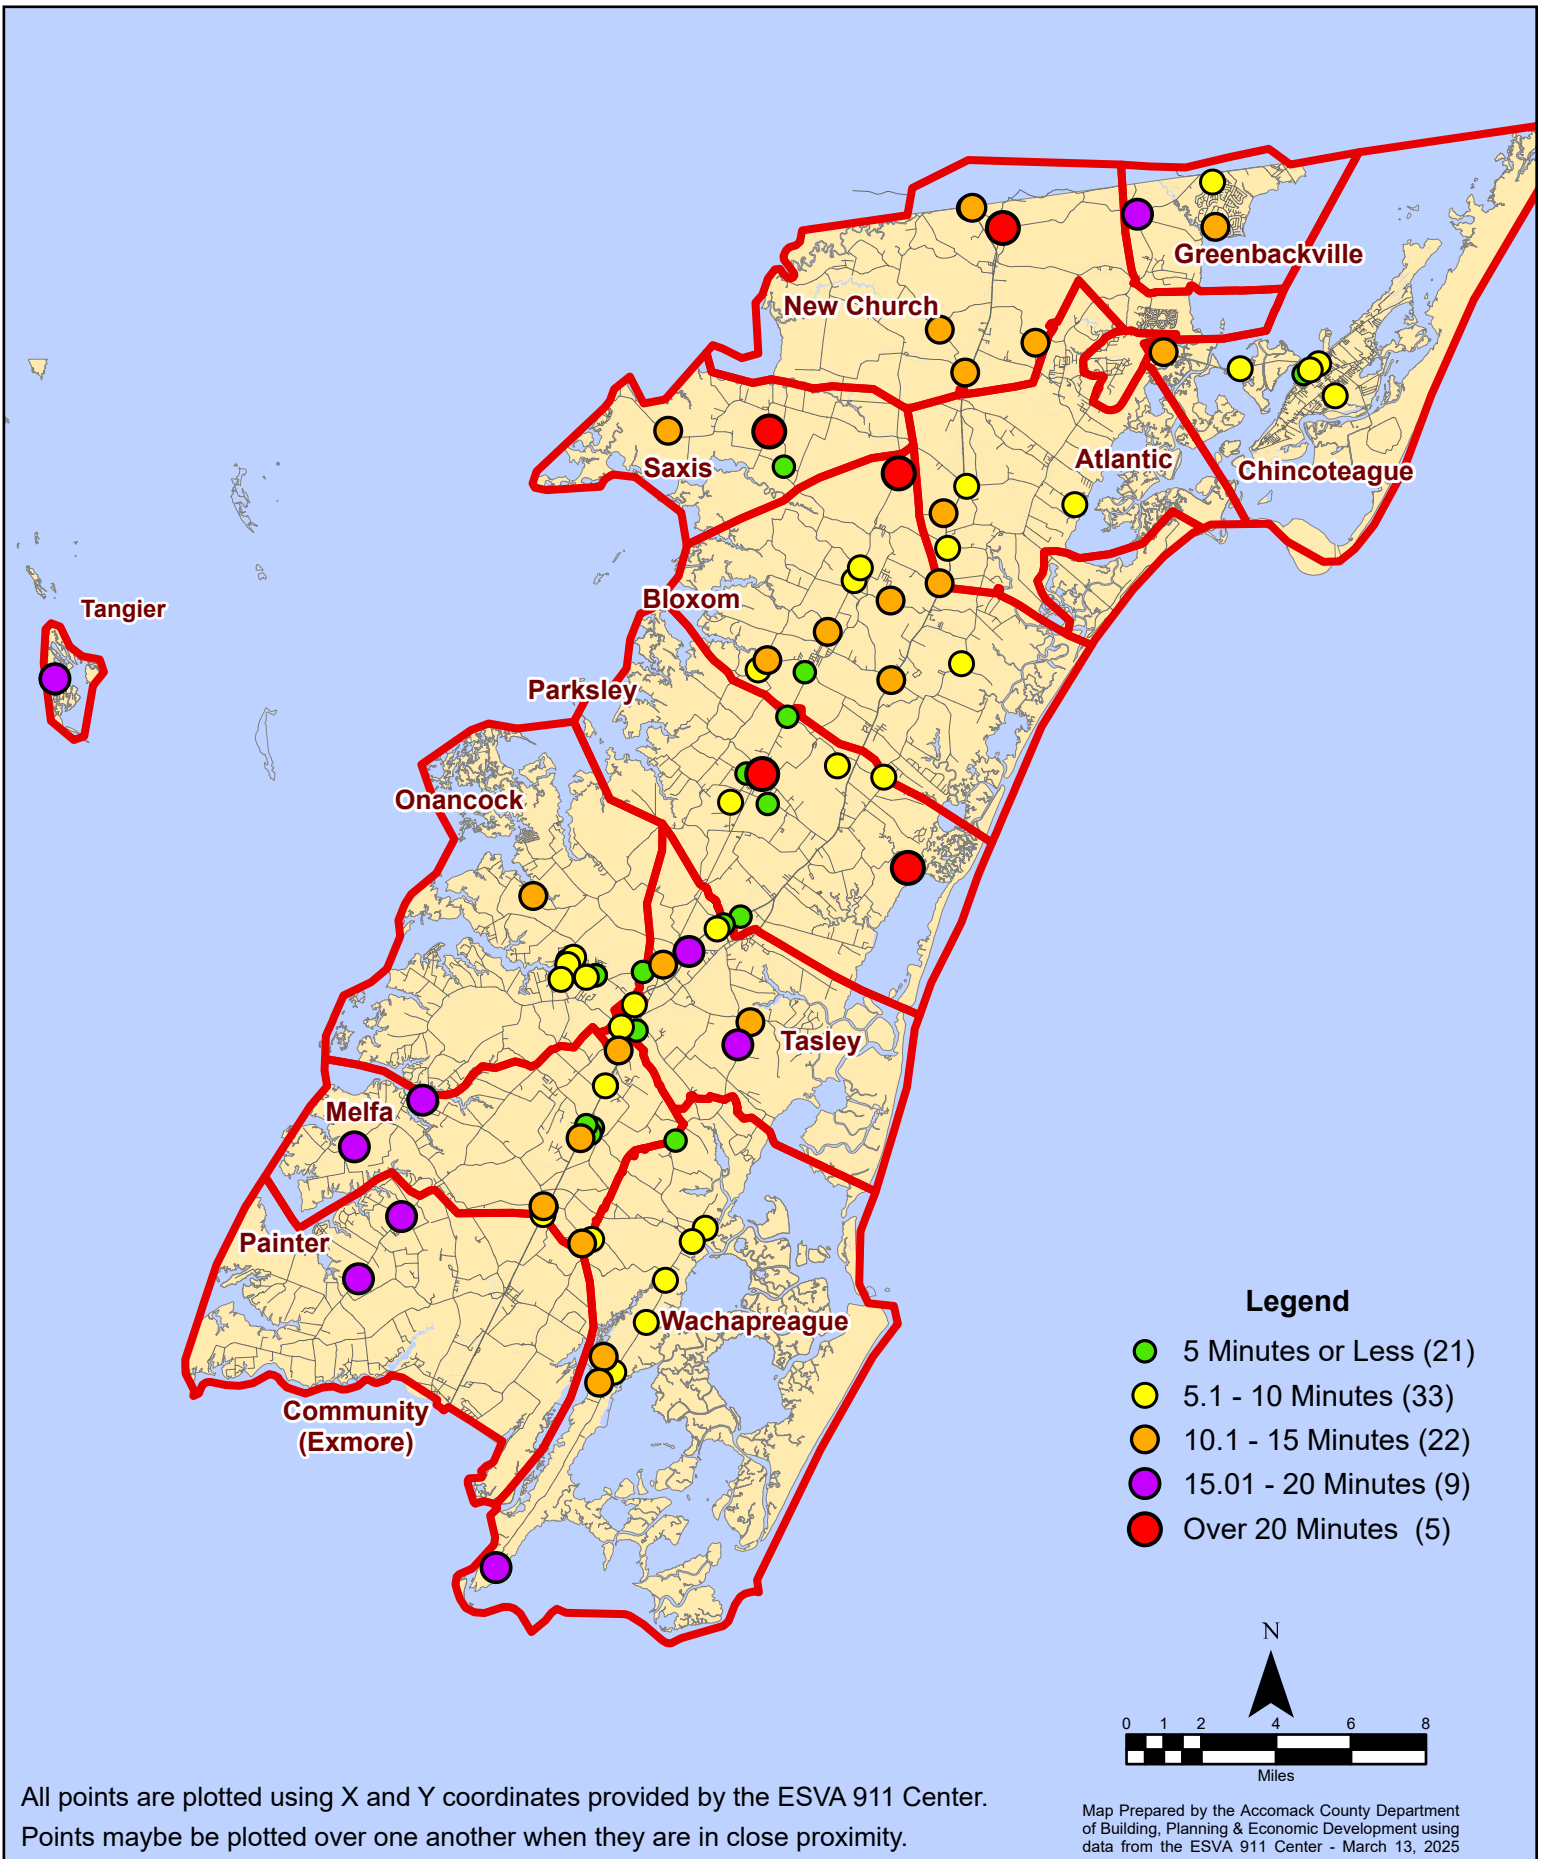 Greenbackville
New Church
Saxis
Atlantic
Chincoteague
Bloxom
Tangier
Parksley
Onancock
Tasley
Melfa
Painter
Wachapreague
Community
(Exmore)
Legend
5 Minutes or Less (21)
5.1 - 10 Minutes (33)
10.1 - 15 Minutes (22)
15.01 - 20 Minutes (9)
Over 20 Minutes (5)
N
0 1 2 4 6 8
Miles
All points are plotted using X and Y coordinates provided by the ESVA 911 Center.
Points maybe be plotted over one another when they are in close proximity.
Map Prepared by the Accomack County Department
of Building, Planning & Economic Development using
data from the ESVA 911 Center - March 13, 2025